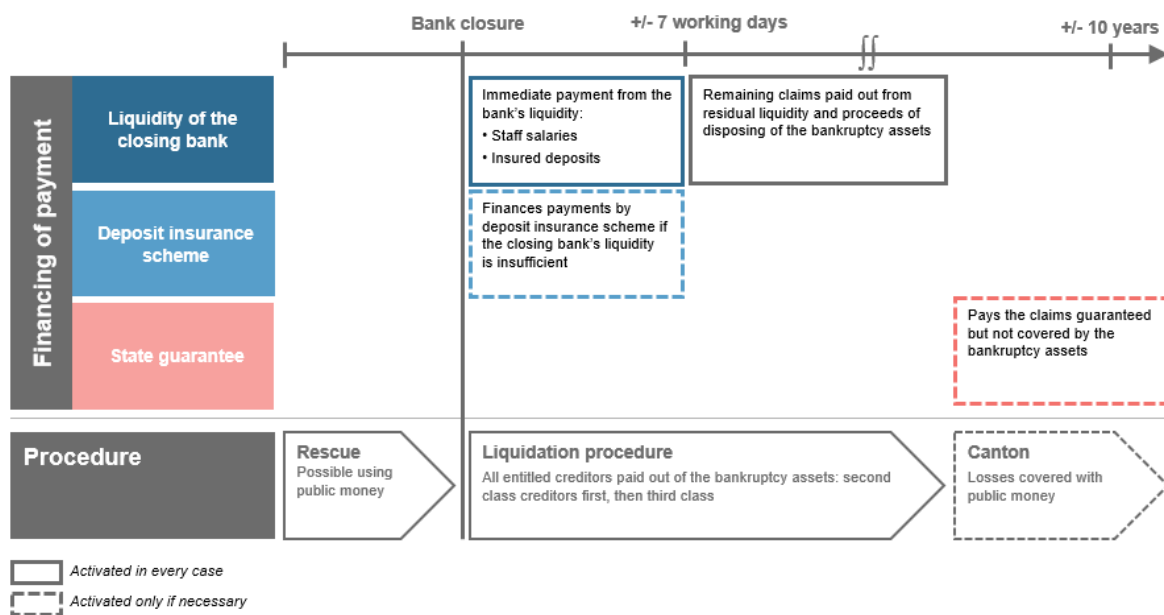 Bank closure
+/- 7 working days
+/- 10 years
Financing of payment
Liquidity of the
closing bank
Immediate payment from the
bank's liquidity:
• Staff salaries
• Insured deposits
Remaining claims paid out from
residual liquidity and proceeds of
disposing of the bankruptcy assets
Deposit insurance
scheme
Finances payments by
deposit insurance scheme if
the closing bank's liquidity
is insufficient
State guarantee
Pays the claims guaranteed
but not covered by the
bankruptcy assets
Procedure
Rescue
Possible using
public money
Liquidation procedure
All entitled creditors paid out of the bankruptcy assets: second
class creditors first, then third class
Canton
Losses covered with
public money
Activated in every case
Activated only if necessary